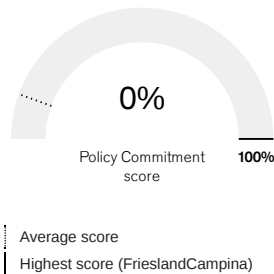 0%
Policy Commitment
score
100%
Average score
Highest score (FrieslandCampina)